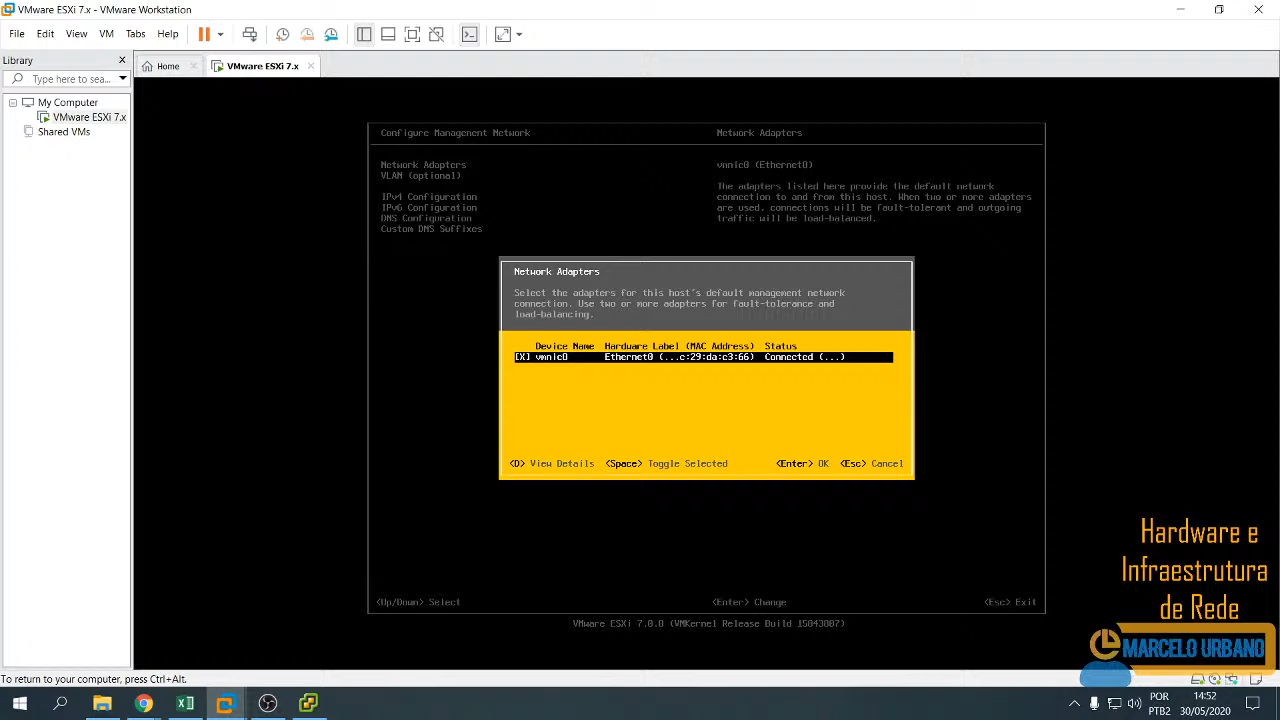 VMware ESXi 7.x - VMware Workstation
File Edit View VM Tabs Help
Library
Type here to sea...
My Computer
VMware ESXi 7.x
Shared VMs
Home
VMware ESXi 7.x
Configure Management Network
Network Adapters
Network Adapters
VLAN (optional)
IPv4 Configuration
IPv6 Configuration
DNS Configuration
Custom DNS Suffixes
vmnic0 (Ethernet0)
The adapters listed here provide the default network
connection to and from this host. When two or more adapters
are used, connections will be fault-tolerant and outgoing
traffic will be load-balanced.
Network Adapters
Select the adapters for this host's default management network
connection. Use two or more adapters for fault-tolerance and
load-balancing.
Device Name Hardware Label (MAC Address) Status
[X] vmnic0 Ethernet0 (...c:29:da:c3:66) Connected (...)
<D> View Details <Space> Toggle Selected <Enter> OK <Esc> Cancel
<Up/Down> Select <Enter> Change <Esc> Exit
VMware ESXi 7.0.0 (VMKernel Release Build 15843807)
Hardware e
Infraestrutura
de Rede
MARCELO URBANO
To return to your computer, press Ctrl+Alt.
POR
PTB2
14:52
30/05/2020